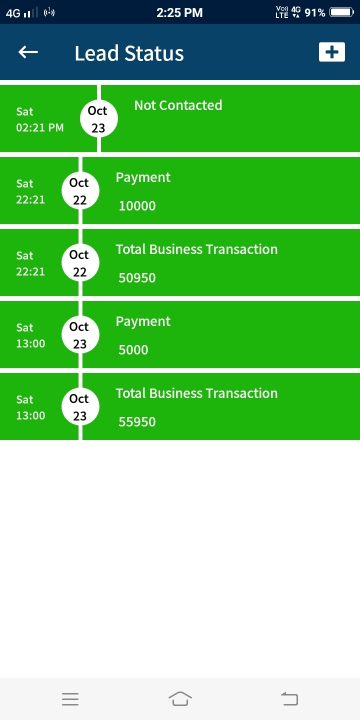 4G 2:25 PM Vo) LTE 4G 91%
Lead Status
Sat
02:21 PM
Oct
23
Not Contacted
Sat
22:21
Oct
22
Payment
10000
Sat
22:21
Oct
22
Total Business Transaction
50950
Sat
13:00
Oct
23
Payment
5000
Sat
13:00
Oct
23
Total Business Transaction
55950